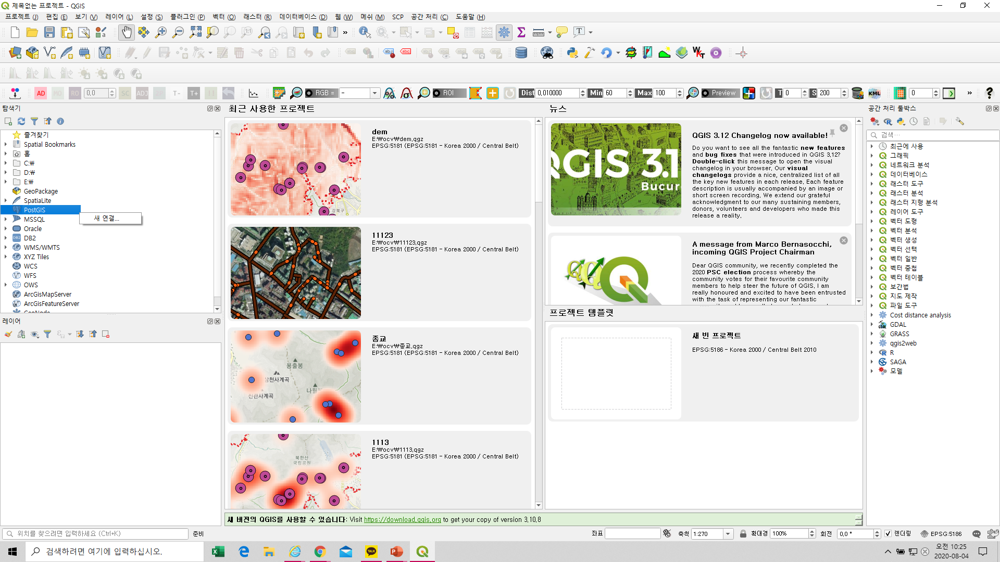 제목없는 프로젝트 - QGIS
프로젝트 (J) 편집 (E) 보기 (V) 레이어 (L) 설정 (S) 플러그인 (P) 벡터 (O) 래스터 (R) 데이터베이스 (D) 웹 (W) 메쉬 (M) SCP 공간 처리 (C) 도움말 (H)
AD MO RO 0,0 SC ADJ T- T+ RGB = - ROI Dist 0,010000 Min 60 Max 100 Preview T 0 S 200 KML 0
탐색기
즐겨찾기
Spatial Bookmarks
홈
C:₩
D:₩
E:₩
GeoPackage
SpatiaLite
PostGIS
새 연결...
MSSQL
Oracle
DB2
WMS/WMTS
XYZ Tiles
WCS
WFS
OWS
ArcGisMapServer
ArcGisFeatureServer
GeoNode
레이어
최근 사용한 프로젝트
강북구
dem
E:₩ocv₩dem.qgz
EPSG:5181 (EPSG:5181 - Korea 2000 / Central Belt)
11123
E:₩ocv₩11123.qgz
EPSG:5181 (EPSG:5181 - Korea 2000 / Central Belt)
용출봉
삼천사계곡
진관사계곡
종교
E:₩ocv₩종교.qgz
EPSG:5181 (EPSG:5181 - Korea 2000 / Central Belt)
북한산
국립공원
1113
E:₩ocv₩1113.qgz
EPSG:5181 (EPSG:5181 - Korea 2000 / Central Belt)
뉴스
QGIS 3.1
Bucur
QGIS 3.12 Changelog now available!
Do you want to see all the fantastic new features
and bug fixes that were introduced in QGIS 3.12?
Double-click this message to open the visual
changelog in your browser. Our visual
changelogs provide a nice, centralized list of all
the key new features in each release. Each feature
description is usually accompanied by an image or
short screen recording. We extend our grateful
acknowledgment to our many sustaining members,
donors, volunteers and developers who made this
release a reality.
A message from Marco Bernasocchi,
incoming QGIS Project Chairman
Dear QGIS community, we recently completed the
2020 PSC election process whereby the
community votes for their favourite community
members to help steer the future of QGIS. I am
really honoured and excited to have been entrusted
with the task of representing our fantastic
프로젝트 템플릿
새 빈 프로젝트
EPSG:5186 - Korea 2000 / Central Belt 2010
새 버전의 QGIS를 사용할 수 있습니다: Visit https://download.qgis.org to get your copy of version 3.10.8
공간 처리 툴박스
검색…
최근에 사용
그래픽
네트워크 분석
데이터베이스
래스터 도구
래스터 분석
래스터 지형 분석
레이어 도구
벡터 도형
벡터 분석
벡터 생성
벡터 선택
벡터 일반
벡터 중첩
벡터 테이블
보간법
지도 제작
파일 도구
Cost distance analysis
GDAL
GRASS
qgis2web
R
SAGA
모델
위치를 찾으려면 입력하세요 (Ctrl+K) 준비 좌표 축척 1:270 확대경 100% 회전 0,0 ° 렌더링 EPSG:5186
검색하려면 여기에 입력하십시오. 오전 10:25
2020-08-04